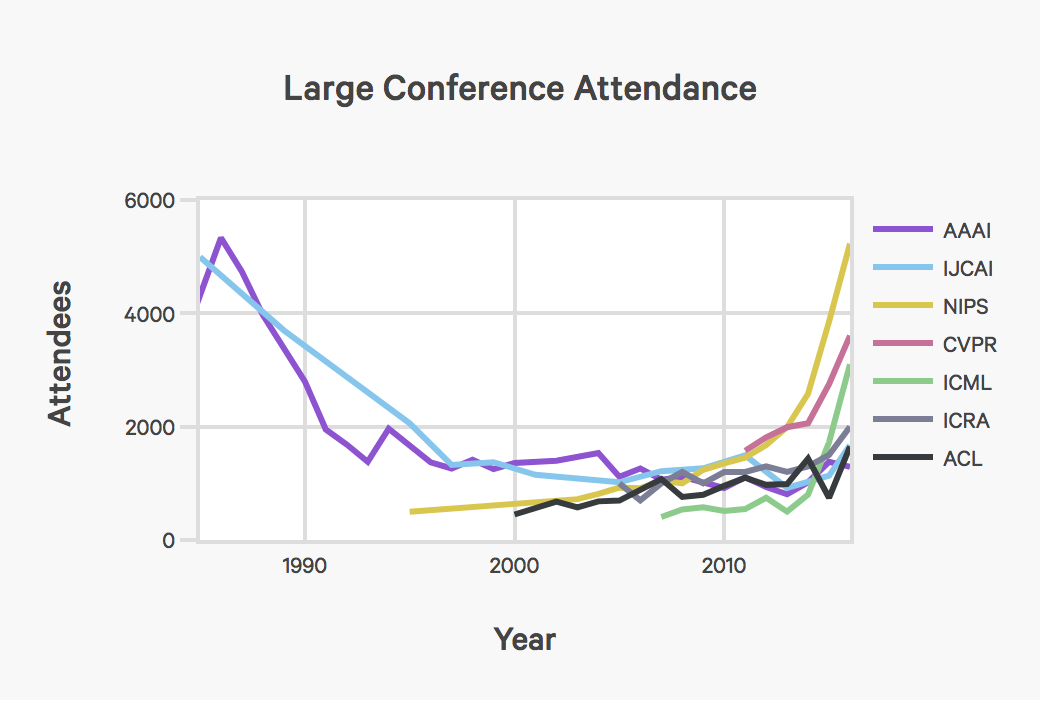 Large Conference Attendance
Attendees
6000
4000
2000
0
1990
2000
2010
Year
AAAI
IJCAI
NIPS
CVPR
ICML
ICRA
ACL